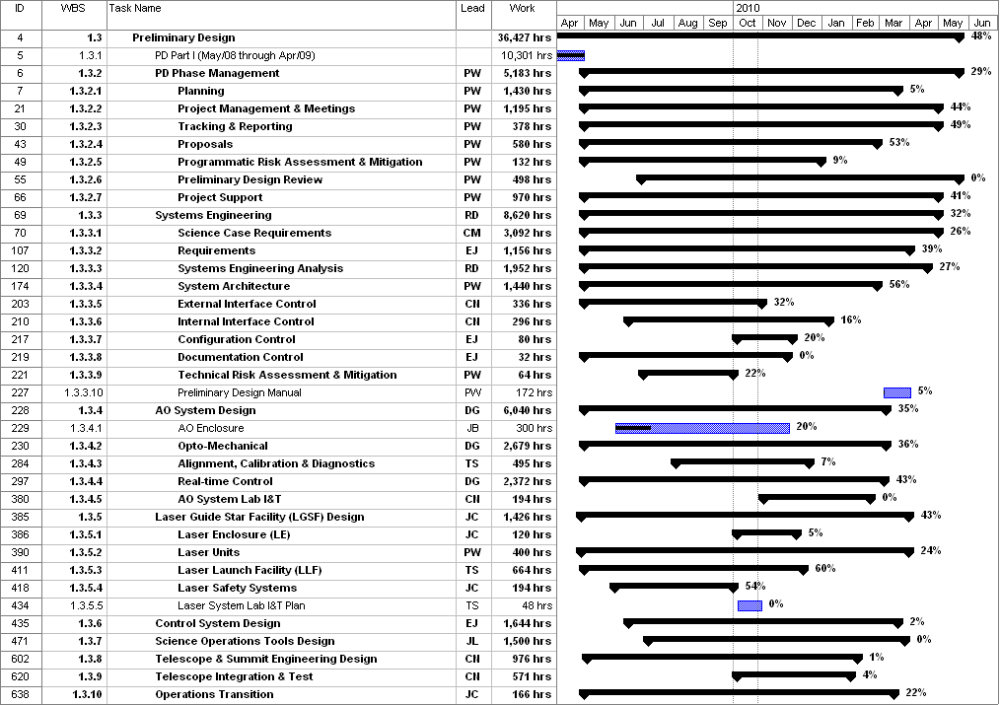 ID WBS Task Name Lead Work 2010
Apr May Jun Jul Aug Sep Oct Nov Dec Jan Feb Mar Apr May Jun
4 1.3 Preliminary Design 36,427 hrs 48%
5 1.3.1 PD Part I (May/08 through Apr/09) 10,301 hrs
6 1.3.2 PD Phase Management PW 5,183 hrs 29%
7 1.3.2.1 Planning PW 1,430 hrs 5%
21 1.3.2.2 Project Management & Meetings PW 1,195 hrs 44%
30 1.3.2.3 Tracking & Reporting PW 378 hrs 49%
43 1.3.2.4 Proposals PW 580 hrs 53%
49 1.3.2.5 Programmatic Risk Assessment & Mitigation PW 132 hrs 9%
55 1.3.2.6 Preliminary Design Review PW 498 hrs 0%
66 1.3.2.7 Project Support PW 970 hrs 41%
69 1.3.3 Systems Engineering RD 8,620 hrs 32%
70 1.3.3.1 Science Case Requirements CM 3,092 hrs 26%
107 1.3.3.2 Requirements EJ 1,156 hrs 39%
120 1.3.3.3 Systems Engineering Analysis RD 1,952 hrs 27%
174 1.3.3.4 System Architecture PW 1,440 hrs 56%
203 1.3.3.5 External Interface Control CN 336 hrs 32%
210 1.3.3.6 Internal Interface Control CN 296 hrs 16%
217 1.3.3.7 Configuration Control EJ 80 hrs 20%
219 1.3.3.8 Documentation Control EJ 32 hrs 0%
221 1.3.3.9 Technical Risk Assessment & Mitigation PW 64 hrs 22%
227 1.3.3.10 Preliminary Design Manual PW 172 hrs 5%
228 1.3.4 AO System Design DG 6,040 hrs 35%
229 1.3.4.1 AO Enclosure JB 300 hrs 20%
230 1.3.4.2 Opto-Mechanical DG 2,679 hrs 36%
284 1.3.4.3 Alignment, Calibration & Diagnostics TS 495 hrs 7%
297 1.3.4.4 Real-time Control DG 2,372 hrs 43%
380 1.3.4.5 AO System Lab I&T CN 194 hrs 0%
385 1.3.5 Laser Guide Star Facility (LGSF) Design JC 1,426 hrs 43%
386 1.3.5.1 Laser Enclosure (LE) JC 120 hrs 5%
390 1.3.5.2 Laser Units PW 400 hrs 24%
411 1.3.5.3 Laser Launch Facility (LLF) TS 664 hrs 60%
418 1.3.5.4 Laser Safety Systems JC 194 hrs 54%
434 1.3.5.5 Laser System Lab I&T Plan TS 48 hrs 0%
435 1.3.6 Control System Design EJ 1,644 hrs 2%
471 1.3.7 Science Operations Tools Design JL 1,500 hrs 0%
602 1.3.8 Telescope & Summit Engineering Design CN 976 hrs 1%
620 1.3.9 Telescope Integration & Test CN 571 hrs 4%
638 1.3.10 Operations Transition JC 166 hrs 22%